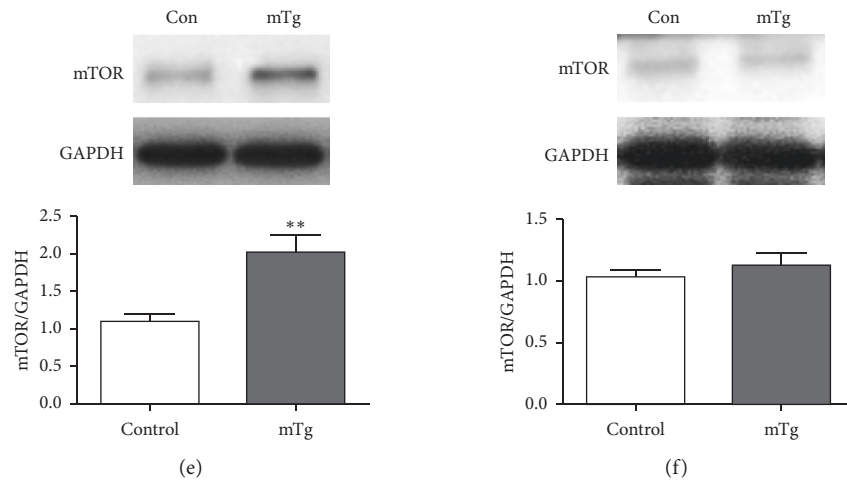 Con mTg
mTOR
GAPDH
mTOR/GAPDH
2.5
2.0
1.5
1.0
0.5
0.0
**
Control mTg
(e)
Con mTg
mTOR
GAPDH
mTOR/GAPDH
1.5
1.0
0.5
0.0
Control mTg
(f)